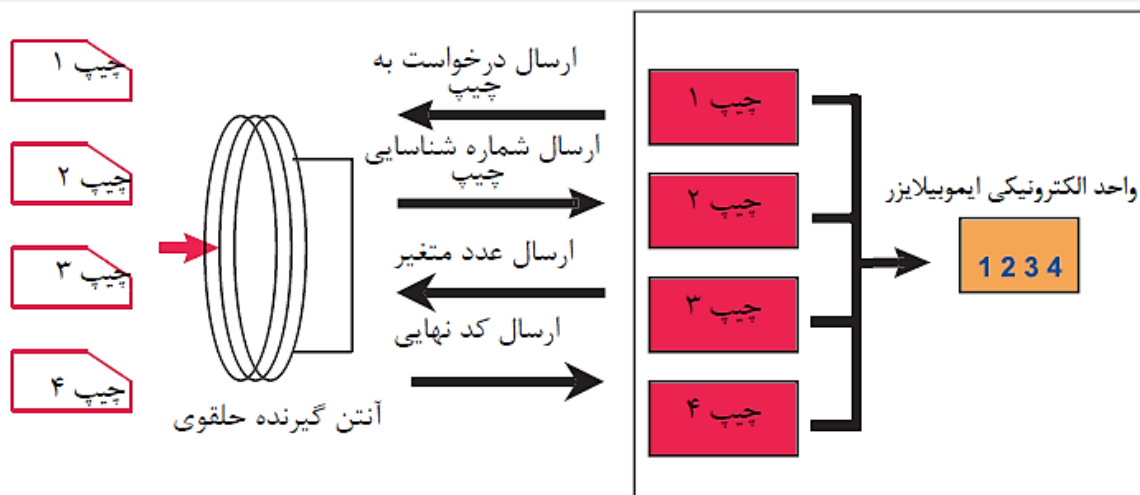 چیپ ۱
چیپ ۲
چیپ ۳
چیپ ۴
آنتن گیرنده حلقوی
ارسال درخواست به
چیپ
ارسال شماره شناسایی
چیپ
ارسال عدد متغیر
ارسال کد نهایی
چیپ ۱
چیپ ۲
چیپ ۳
چیپ ۴
واحد الکترونیکی ایموبیلایزر
1 2 3 4